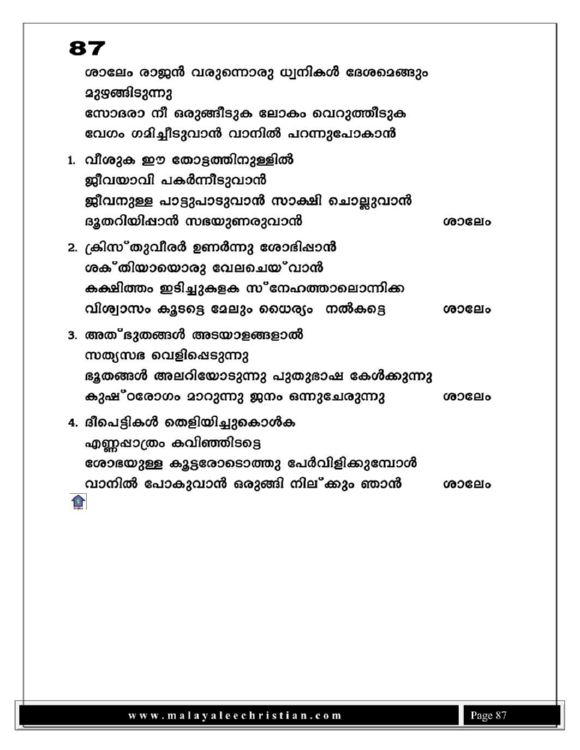 87
ശാലേം രാജൻ വരുന്നൊരു ധ്വനികൾ ദേശമെങ്ങും
മുഴങ്ങിടുന്നു
സോദരാ നീ ഒരുങ്ങീടുക ലോകം വെറുത്തീടുക
വേഗം ഗമിച്ചീടുവാൻ വാനിൽ പറന്നുപോകാൻ
1. വീശുക ഈ തോട്ടത്തിനുള്ളിൽ
ജീവയാവി പകർന്നീടുവാൻ
ജീവനുള്ള പാട്ടുപാടുവാൻ സാക്ഷി ചൊല്ലുവാൻ
ദൂതറിയിപ്പാൻ സഭയുണരുവാൻ ശാലേം
2. ക്രിസ്തുവീരർ ഉണർന്നു ശോഭിപ്പാൻ
ശക്തിയായൊരു വേലചെയ്‌വാൻ
കക്ഷിത്തം ഇടിച്ചുകളക സ്നേഹത്താലൊന്നിക്ക
വിശ്വാസം കൂടട്ടെ മേലും ധൈര്യം നൽകട്ടെ ശാലേം
3. അത്ഭുതങ്ങൾ അടയാളങ്ങളാൽ
സത്യസഭ വെളിപ്പെടുന്നു
ഭൂതങ്ങൾ അലറിയോടുന്നു പുതുഭാഷ കേൾക്കുന്നു
കുഷ്ഠരോഗം മാറുന്നു ജനം ഒന്നുചേരുന്നു ശാലേം
4. ദീപെട്ടികൾ തെളിയിച്ചുകൊൾക
എണ്ണപ്പാത്രം കവിഞ്ഞിടട്ടെ
ശോഭയുള്ള കൂട്ടരോടൊത്തു പേർവിളിക്കുമ്പോൾ
വാനിൽ പോകുവാൻ ഒരുങ്ങി നില്ക്കും ഞാൻ ശാലേം
www.malayaleechristian.com Page 87